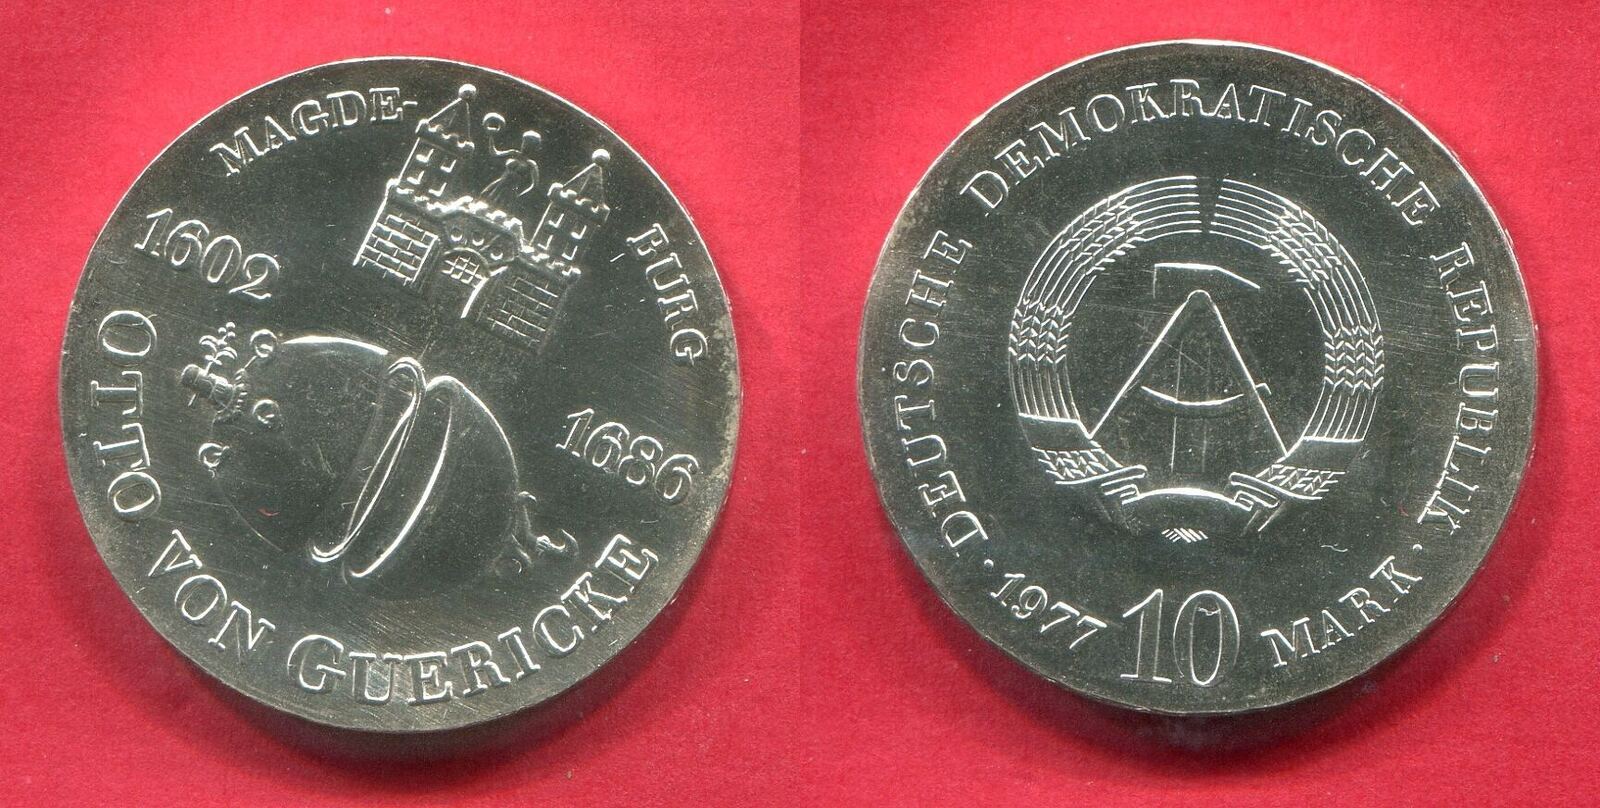 MAGDE-
BURG
1602
1686
OTTO VON GUERICKE
DEUTSCHE DEMOKRATISCHE REPUBLIK
· 1977 10 MARK ·